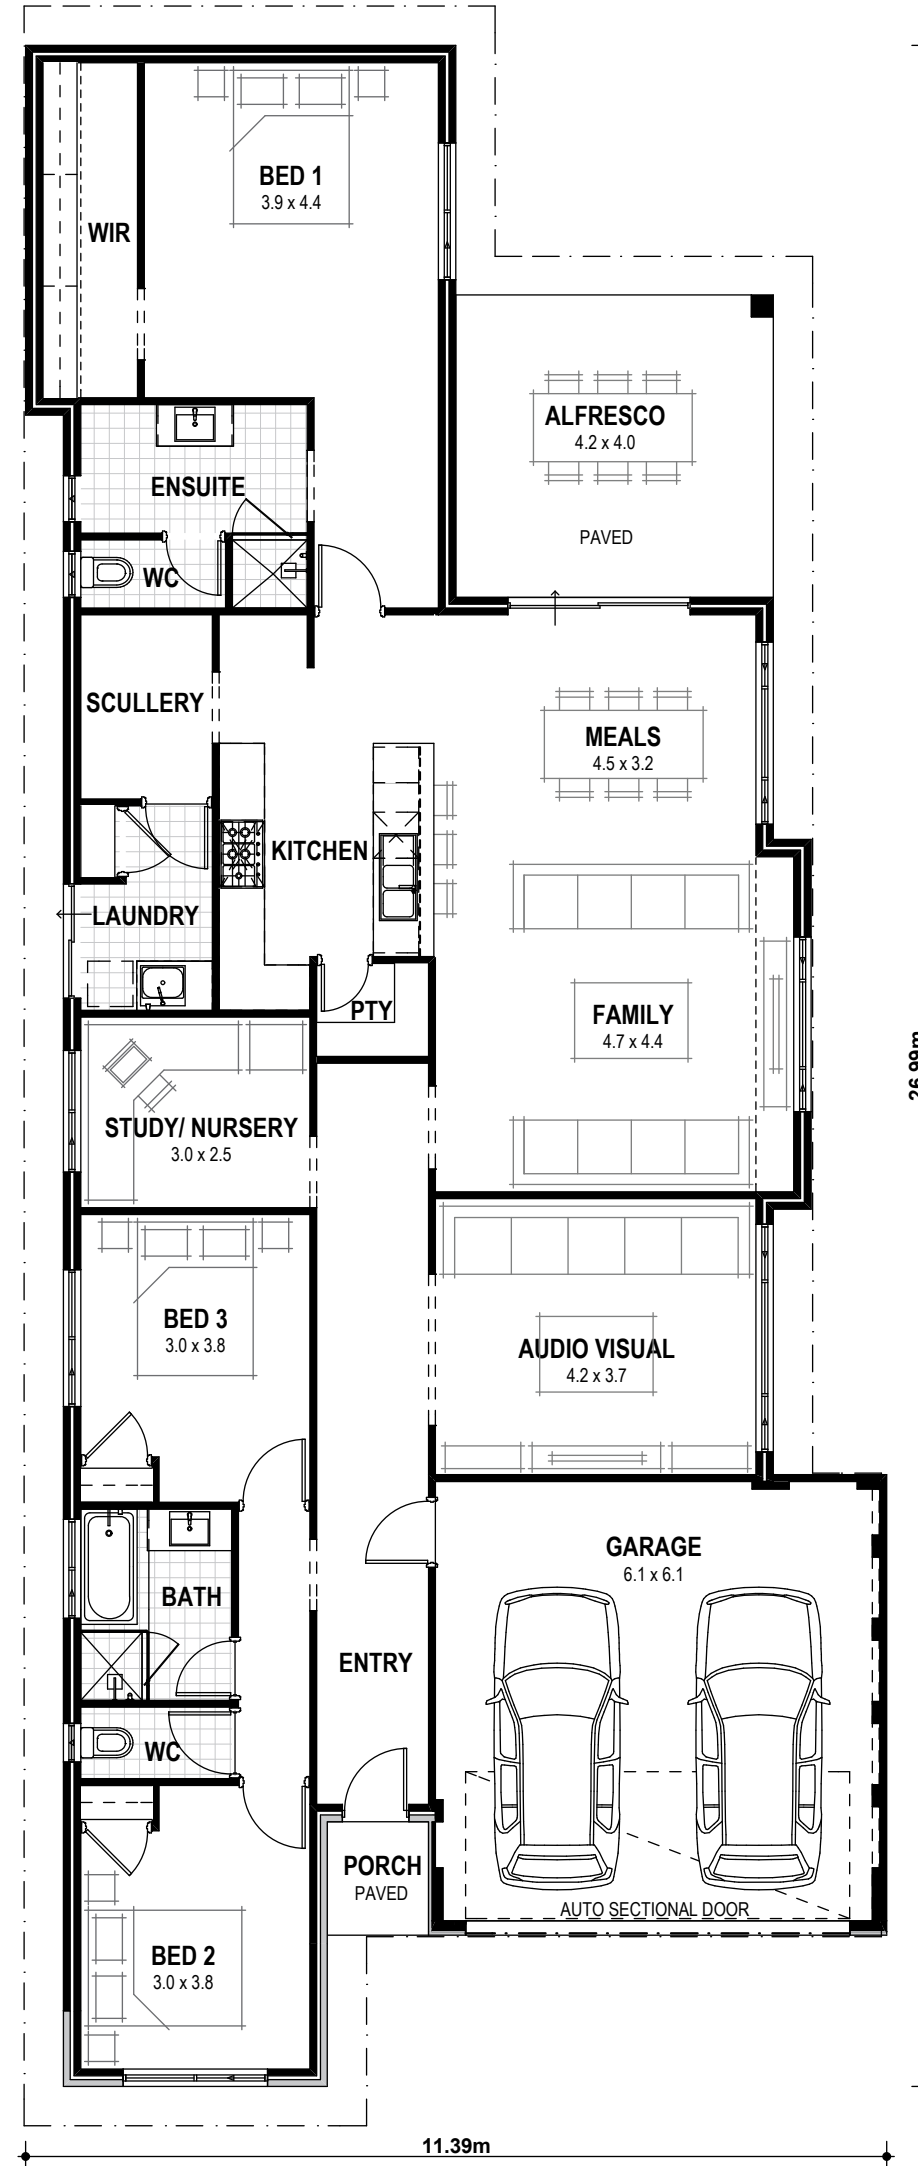 BED 1
3.9 x 4.4
WIR
ALFRESCO
4.2 x 4.0
PAVED
ENSUITE
WC
SCULLERY
MEALS
4.5 x 3.2
KITCHEN
LAUNDRY
PTY
FAMILY
4.7 x 4.4
26.99m
STUDY/ NURSERY
3.0 x 2.5
BED 3
3.0 x 3.8
AUDIO VISUAL
4.2 x 3.7
GARAGE
6.1 x 6.1
BATH
ENTRY
WC
PORCH
PAVED
AUTO SECTIONAL DOOR
BED 2
3.0 x 3.8
11.39m